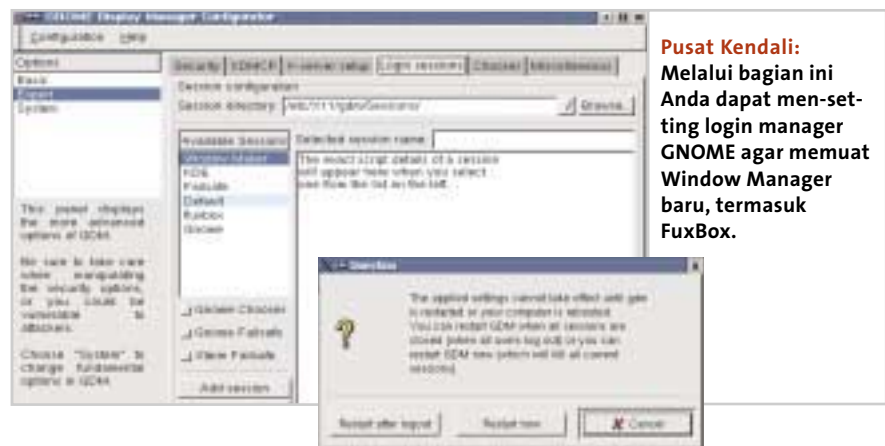 GNOME Display Manager Configurator
Configuration Help
Options
Basic
Expert
System
This panel displays
the more advanced
options of GDM.
Be sure to take care
when manipulating
the security options,
or you could be
vulnerable to
attackers.
Choose "System" to
change fundamental
options in GDM.
Security XDMCP X-server setup Login sessions Chooser Miscellaneous
Session configuration
Session directory: /etc/X11/gdm/Sessions/ Browse...
Available Sessions
Window Maker
KDE
Failsafe
Default
fluxbox
Gnome
Gnome Chooser
Gnome Failsafe
Xterm Failsafe
Add session
Selected session name:
The exact script details of a session
will appear here when you select
one from the list on the left.
Question
The applied settings cannot take effect until gdm
is restarted or your computer is rebooted.
You can restart GDM when all sessions are
closed (when all users log out) or you can
restart GDM now (which will kill all current
sessions).
Restart after logout Restart now Cancel
Pusat Kendali:
Melalui bagian ini
Anda dapat men-set-
ting login manager
GNOME agar memuat
Window Manager
baru, termasuk
FuxBox.